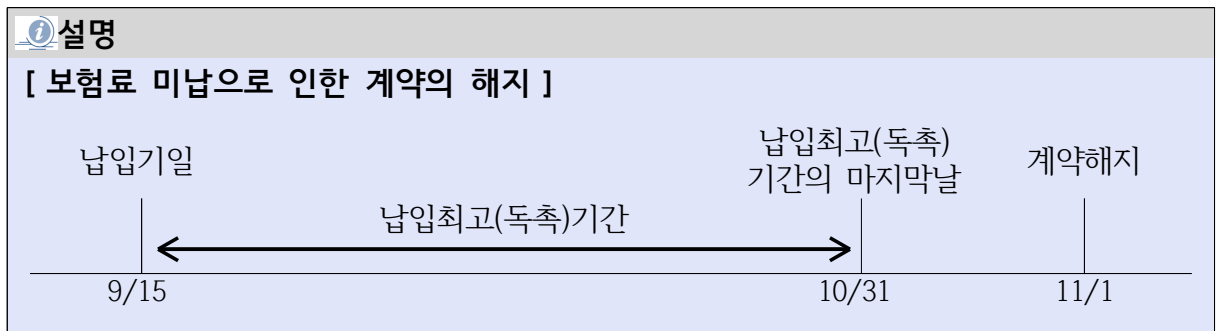 설명
[ 보험료 미납으로 인한 계약의 해지 ]
납입기일
납입최고(독촉)
기간의 마지막날
계약해지
납입최고(독촉)기간
9/15
10/31
11/1